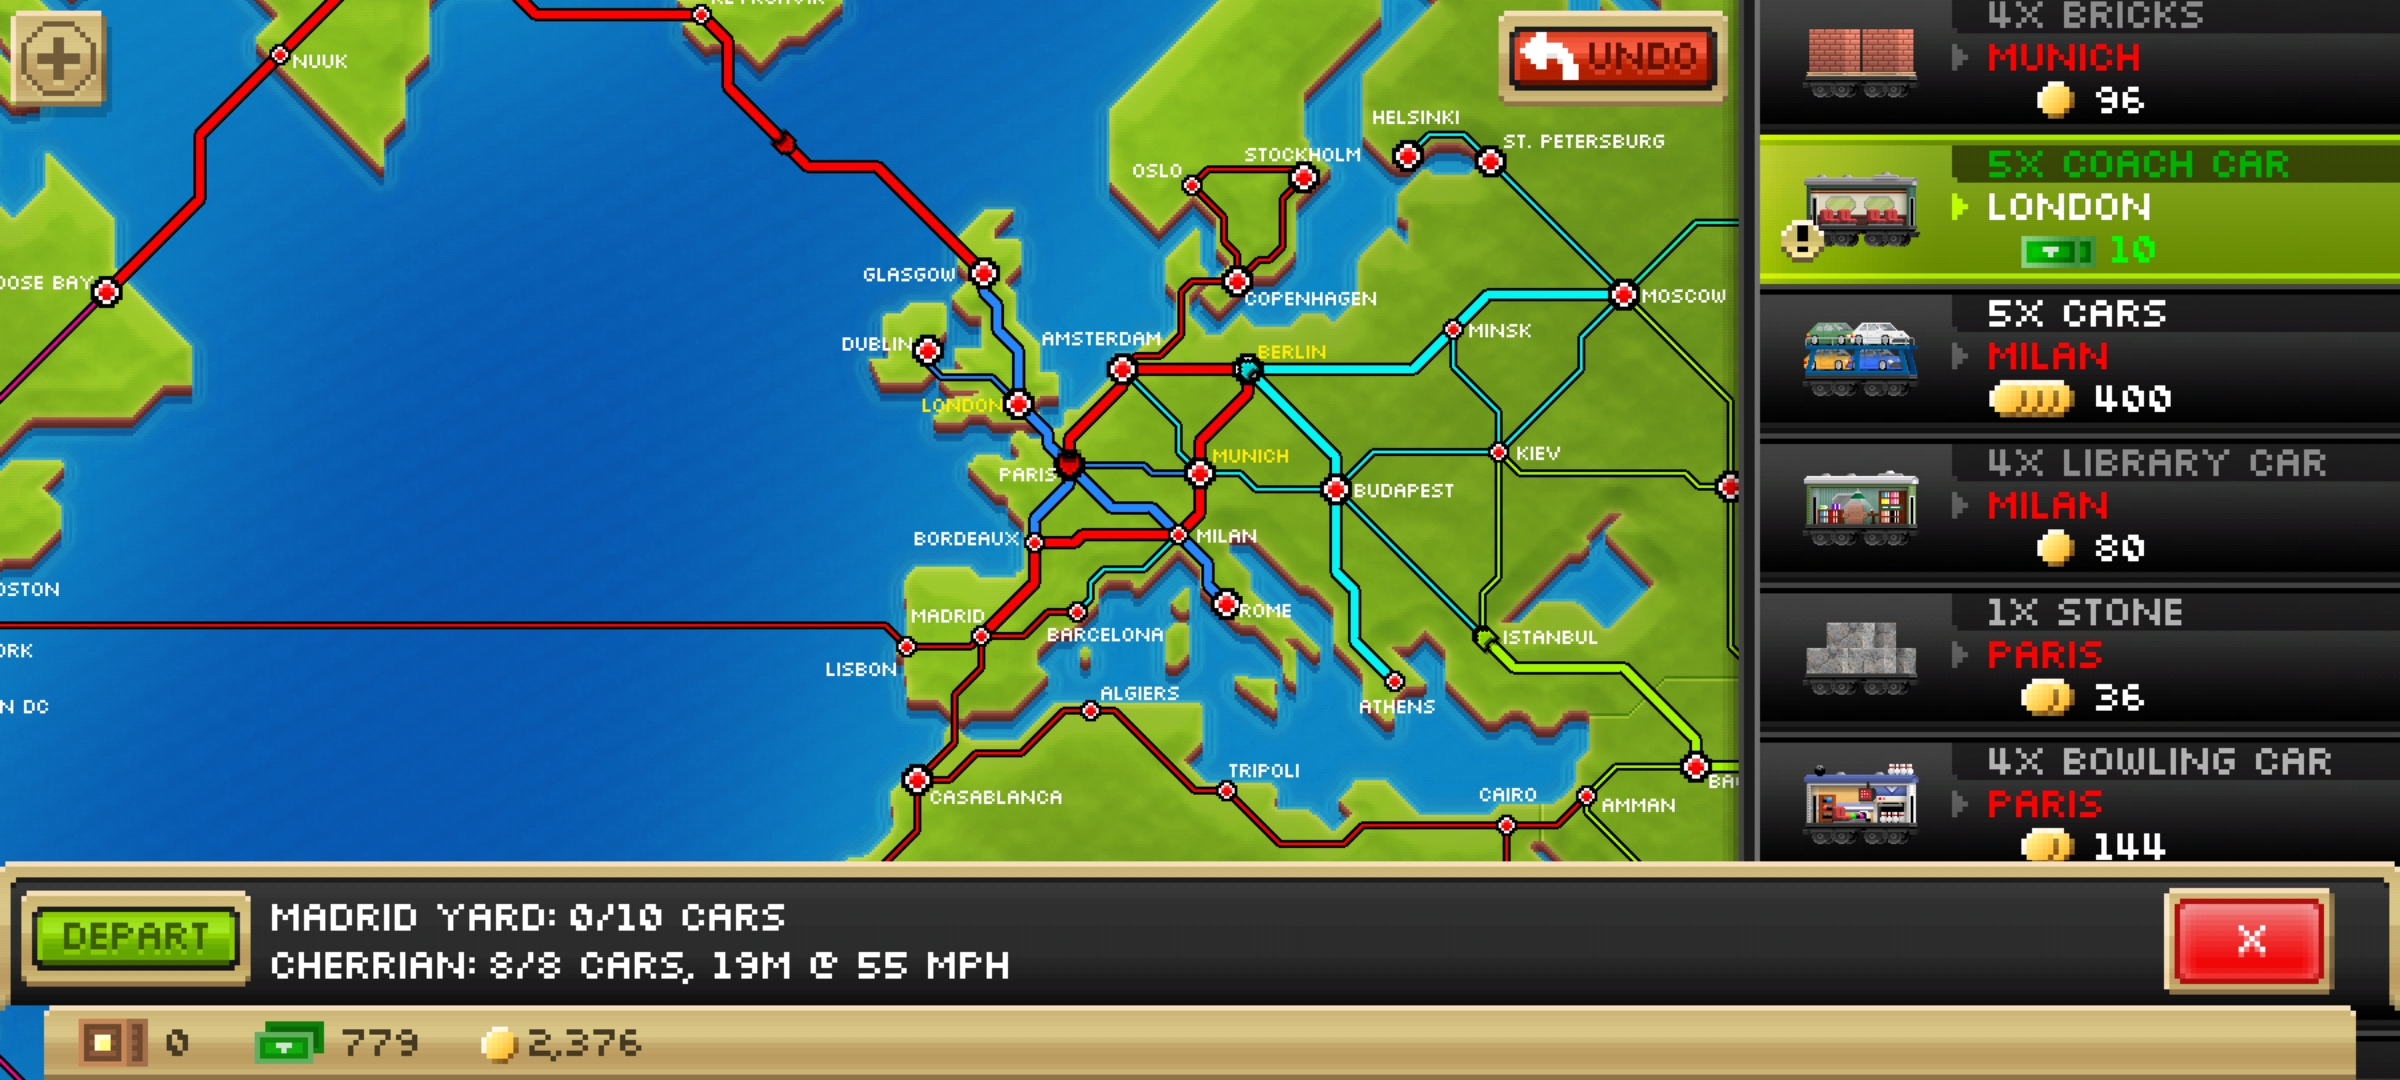 REYKJAVIK
NUUK
UNDO
HELSINKI
ST. PETERSBURG
STOCKHOLM
OSLO
GLASGOW
OOSE BAY
COPENHAGEN
MOSCOW
DUBLIN
AMSTERDAM
MINSK
BERLIN
LONDON
PARIS
MUNICH
KIEV
BUDAPEST
BORDEAUX
MILAN
OSTON
MADRID
ROME
BARCELONA
ISTANBUL
ORK
LISBON
ALGIERS
ATHENS
N DC
TRIPOLI
CASABLANCA
CAIRO
AMMAN
BA
4X BRICKS
MUNICH
96
5X COACH CAR
LONDON
10
5X CARS
MILAN
400
4X LIBRARY CAR
MILAN
80
1X STONE
PARIS
36
4X BOWLING CAR
PARIS
144
DEPART
MADRID YARD: 0/10 CARS
CHERRIAN: 8/8 CARS, 19M @ 55 MPH
X
0 779 2,376